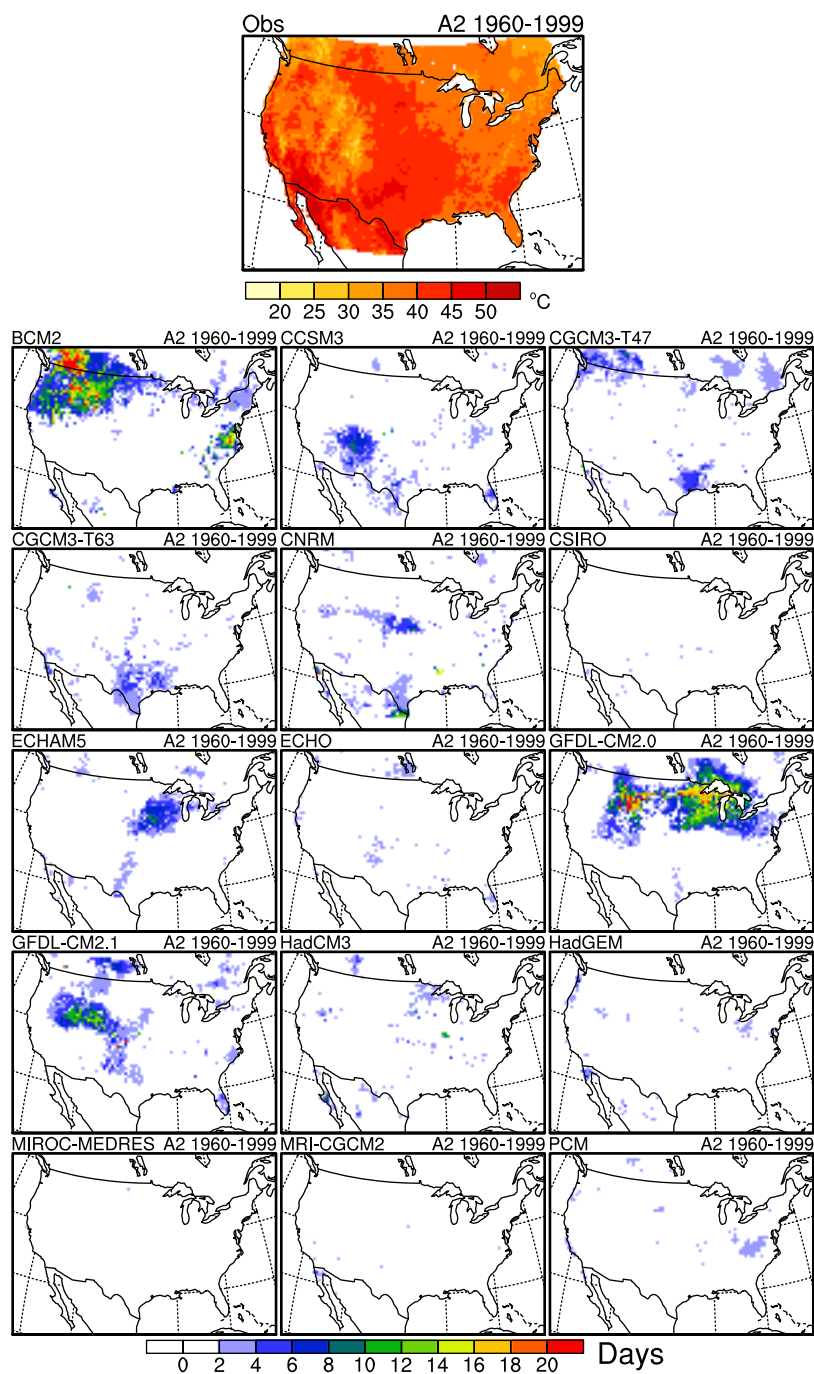 Obs A2 1960-1999
20 25 30 35 40 45 50 °C
BCM2 A2 1960-1999 CCSM3 A2 1960-1999 CGCM3-T47 A2 1960-1999
CGCM3-T63 A2 1960-1999 CNRM A2 1960-1999 CSIRO A2 1960-1999
ECHAM5 A2 1960-1999 ECHO A2 1960-1999 GFDL-CM2.0 A2 1960-1999
GFDL-CM2.1 A2 1960-1999 HadCM3 A2 1960-1999 HadGEM A2 1960-1999
MIROC-MEDRES A2 1960-1999 MRI-CGCM2 A2 1960-1999 PCM A2 1960-1999
0 2 4 6 8 10 12 14 16 18 20 Days